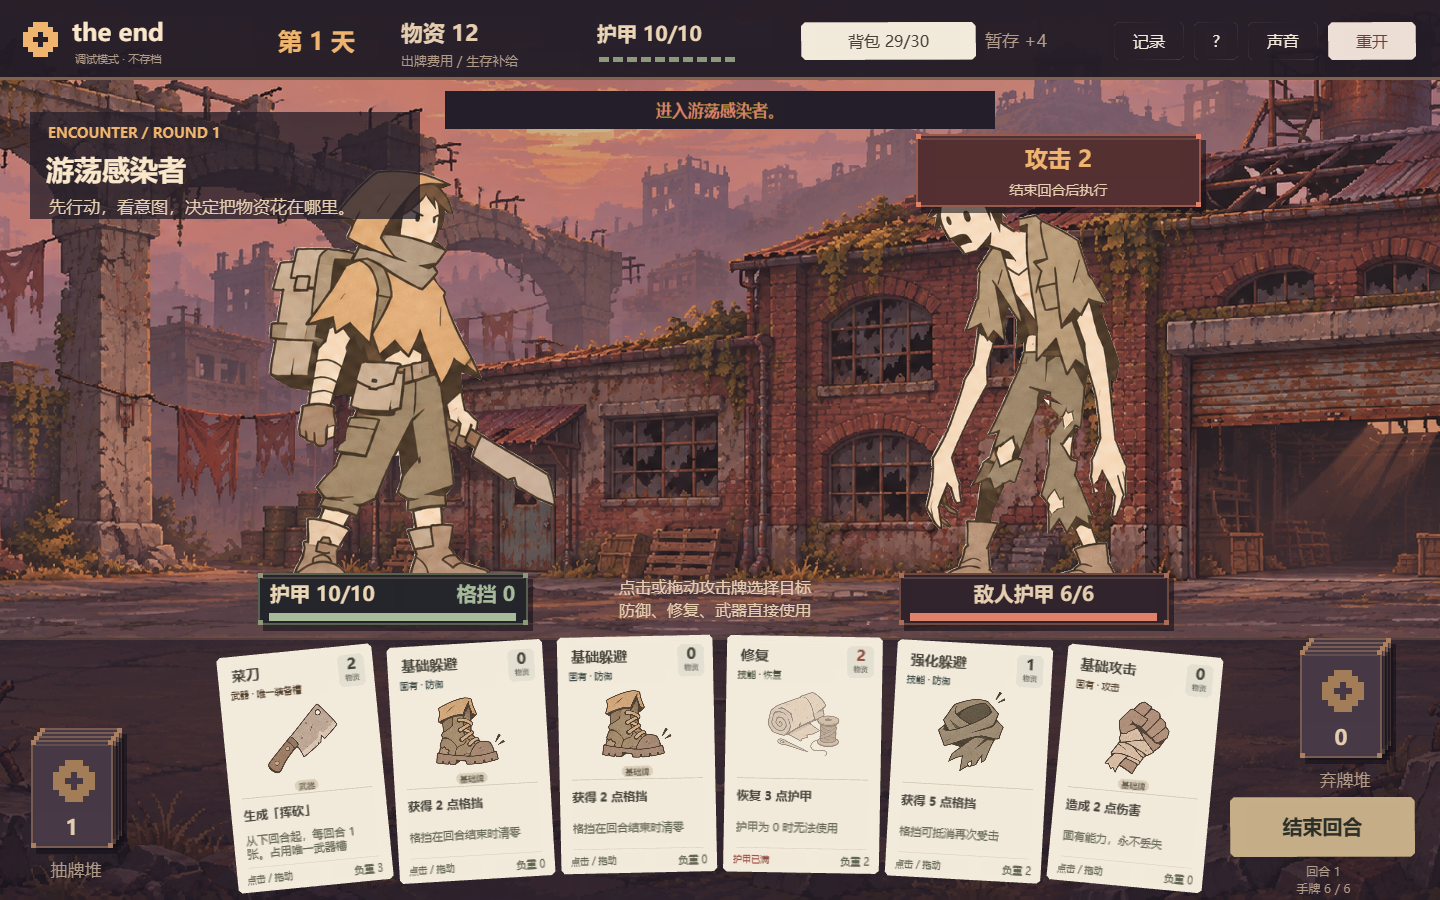 the end
调试模式 · 不存档
第 1 天
物资 12
出牌费用 / 生存补给
护甲 10/10
背包 29/30
暂存 +4
记录
?
声音
重开
进入游荡感染者。
ENCOUNTER / ROUND 1
游荡感染者
先行动，看意图，决定把物资花在哪里。
攻击 2
结束回合后执行
护甲 10/10
格挡 0
点击或拖动攻击牌选择目标
防御、修复、武器直接使用
敌人护甲 6/6
菜刀
2
物资
武器 · 唯一装备槽
武器
生成「挥砍」
从下回合起，每回合 1
张。占用唯一武器槽
点击 / 拖动
负重 3
基础躲避
0
物资
固有 · 防御
基础牌
获得 2 点格挡
格挡在回合结束时清零
点击 / 拖动
负重 0
基础躲避
0
物资
固有 · 防御
基础牌
获得 2 点格挡
格挡在回合结束时清零
点击 / 拖动
负重 0
修复
2
物资
技能 · 恢复
恢复 3 点护甲
护甲为 0 时无法使用
护甲已满
负重 2
强化躲避
1
物资
技能 · 防御
获得 5 点格挡
格挡可抵消再次受击
点击 / 拖动
负重 2
基础攻击
0
物资
固有 · 攻击
基础牌
造成 2 点伤害
固有能力，永不丢失
点击 / 拖动
负重 0
1
抽牌堆
0
弃牌堆
结束回合
回合 1
手牌 6 / 6